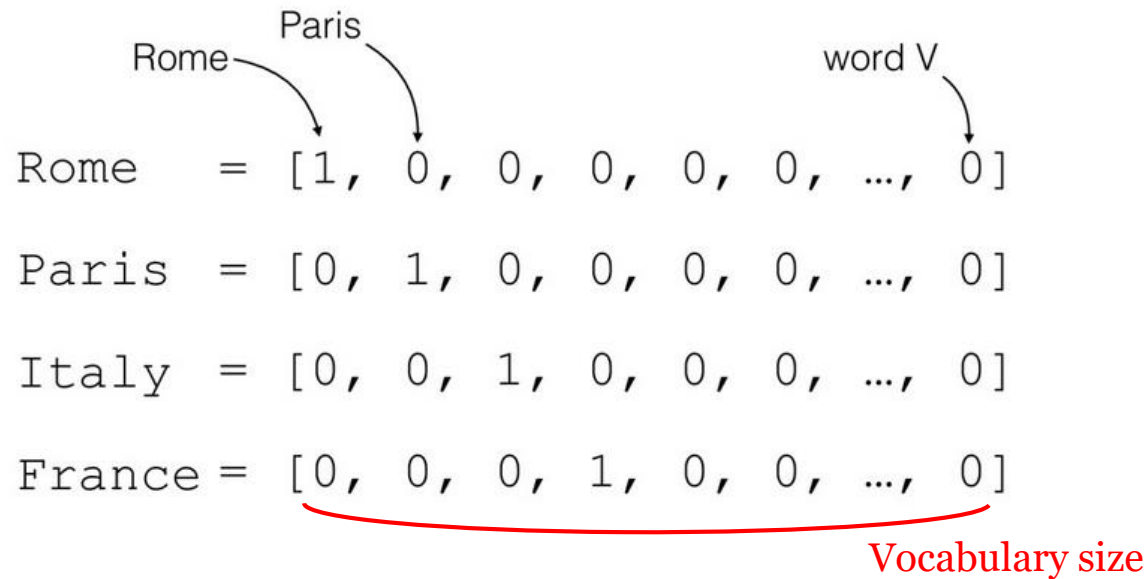 Paris
Rome
word V
Rome = [1, 0, 0, 0, 0, 0, …, 0]
Paris = [0, 1, 0, 0, 0, 0, …, 0]
Italy = [0, 0, 1, 0, 0, 0, …, 0]
France = [0, 0, 0, 1, 0, 0, …, 0]
Vocabulary size